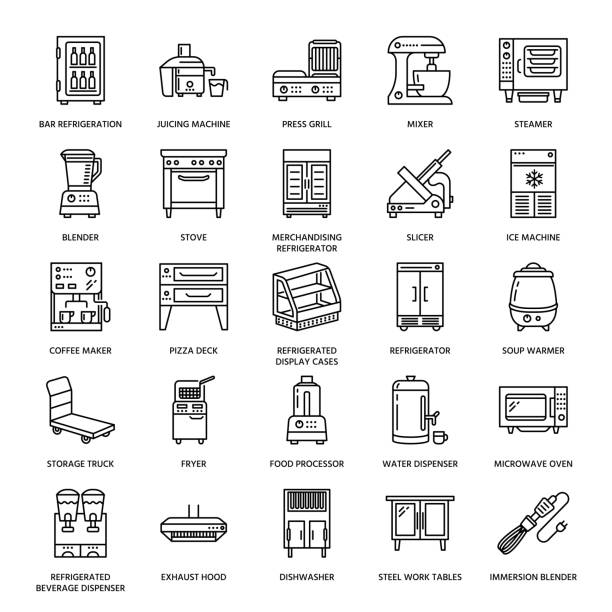 BAR REFRIGERATION
JUICING MACHINE
PRESS GRILL
MIXER
STEAMER
BLENDER
STOVE
MERCHANDISING
REFRIGERATOR
SLICER
ICE MACHINE
COFFEE MAKER
PIZZA DECK
REFRIGERATED
DISPLAY CASES
REFRIGERATOR
SOUP WARMER
STORAGE TRUCK
FRYER
FOOD PROCESSOR
WATER DISPENSER
MICROWAVE OVEN
REFRIGERATED
BEVERAGE DISPENSER
EXHAUST HOOD
DISHWASHER
STEEL WORK TABLES
IMMERSION BLENDER